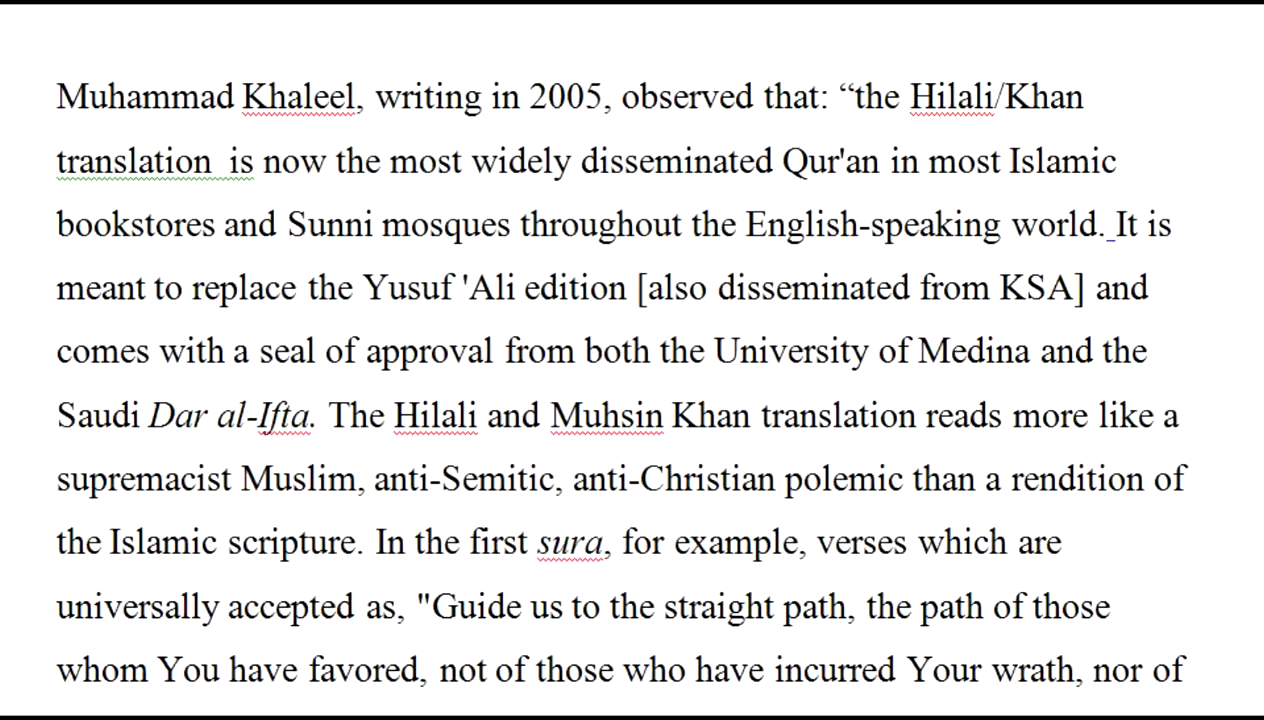 Muhammad Khaleel, writing in 2005, observed that: “the Hilali/Khan
translation  is now the most widely disseminated Qur'an in most Islamic
bookstores and Sunni mosques throughout the English-speaking world. It is
meant to replace the Yusuf 'Ali edition [also disseminated from KSA] and
comes with a seal of approval from both the University of Medina and the
Saudi Dar al-Ifta. The Hilali and Muhsin Khan translation reads more like a
supremacist Muslim, anti-Semitic, anti-Christian polemic than a rendition of
the Islamic scripture. In the first sura, for example, verses which are
universally accepted as, "Guide us to the straight path, the path of those
whom You have favored, not of those who have incurred Your wrath, nor of